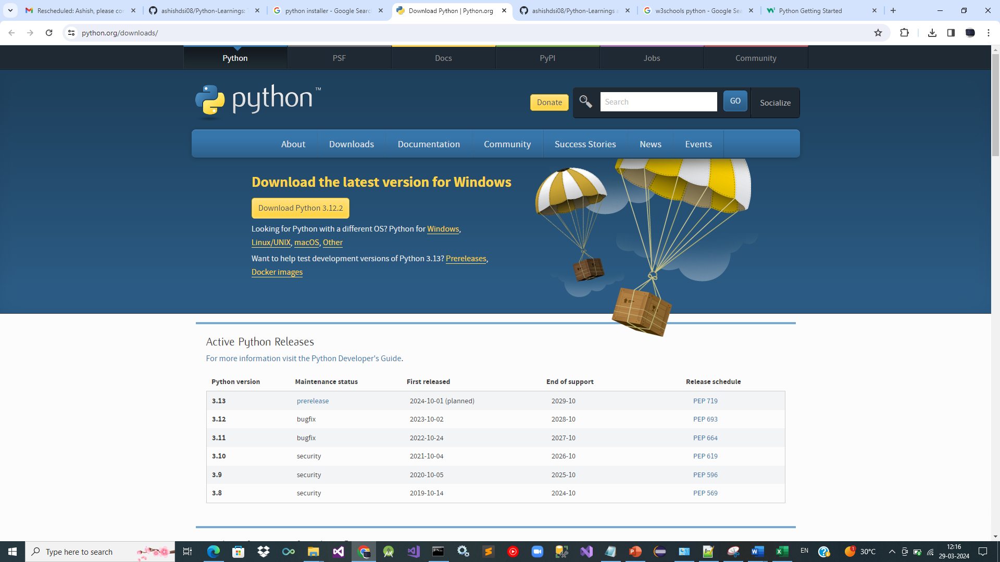 Rescheduled: Ashish, please con
ashishdsi08/Python-Learnings:
python installer - Google Search
Download Python | Python.org
ashishdsi08/Python-Learnings a
w3schools python - Google Sea
Python Getting Started
python.org/downloads/
Python
PSF
Docs
PyPI
Jobs
Community
python™
Donate
Search
GO
Socialize
About
Downloads
Documentation
Community
Success Stories
News
Events
Download the latest version for Windows
Download Python 3.12.2
Looking for Python with a different OS? Python for Windows,
Linux/UNIX, macOS, Other
Want to help test development versions of Python 3.13? Prereleases,
Docker images
Active Python Releases
For more information visit the Python Developer's Guide.
Python version Maintenance status First released End of support Release schedule
3.13 prerelease 2024-10-01 (planned) 2029-10 PEP 719
3.12 bugfix 2023-10-02 2028-10 PEP 693
3.11 bugfix 2022-10-24 2027-10 PEP 664
3.10 security 2021-10-04 2026-10 PEP 619
3.9 security 2020-10-05 2025-10 PEP 596
3.8 security 2019-10-14 2024-10 PEP 569
Type here to search
EN
30°C
12:16
29-03-2024